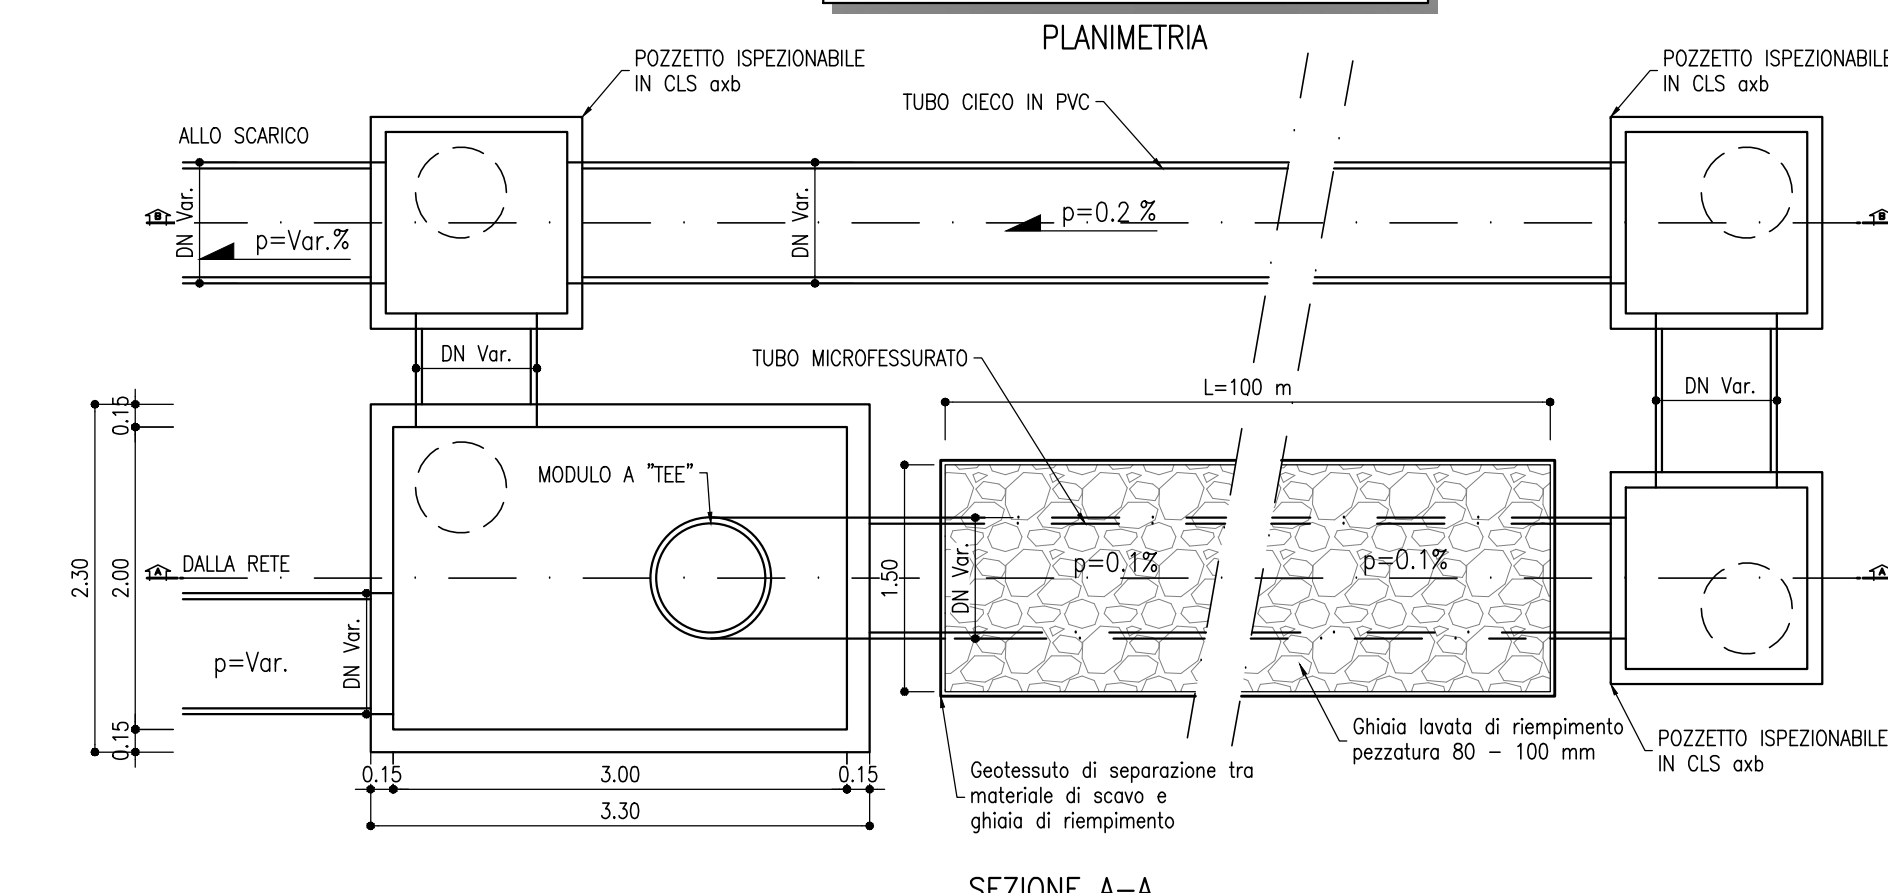 PLANIMETRIA
POZZETTO ISPEZIONABILE
IN CLS axb
POZZETTO ISPEZIONABILE
IN CLS axb
TUBO CIECO IN PVC
ALLO SCARICO
DN Var.
DN Var.
B
p=Var.%
p=0.2 %
B
DN Var.
TUBO MICROFESSURATO
L=100 m
DN Var.
0.15
MODULO A "TEE"
DALLA RETE
A
2.30
2.00
1.50
DN Var.
p=0.1%
p=0.1%
A
p=Var.
DN Var.
0.15
Ghiaia lavata di riempimento
pezzatura 80 – 100 mm
POZZETTO ISPEZIONABILE
IN CLS axb
0.15
3.00
0.15
3.30
Geotessuto di separazione tra
materiale di scavo e
ghiaia di riempimento
SEZIONE A–A